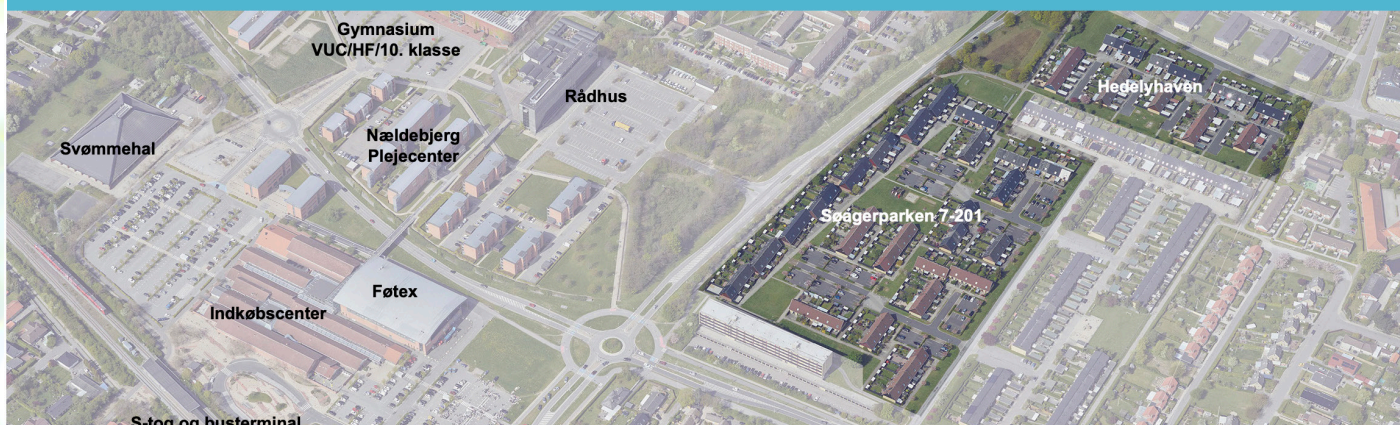 Gymnasium
VUC/HF/10. klasse
Rådhus
Hedelyhaven
Nældebjerg
Plejecenter
Svømmehal
Søagerparken 7-201
Føtex
Indkøbscenter
S-tog og busterminal